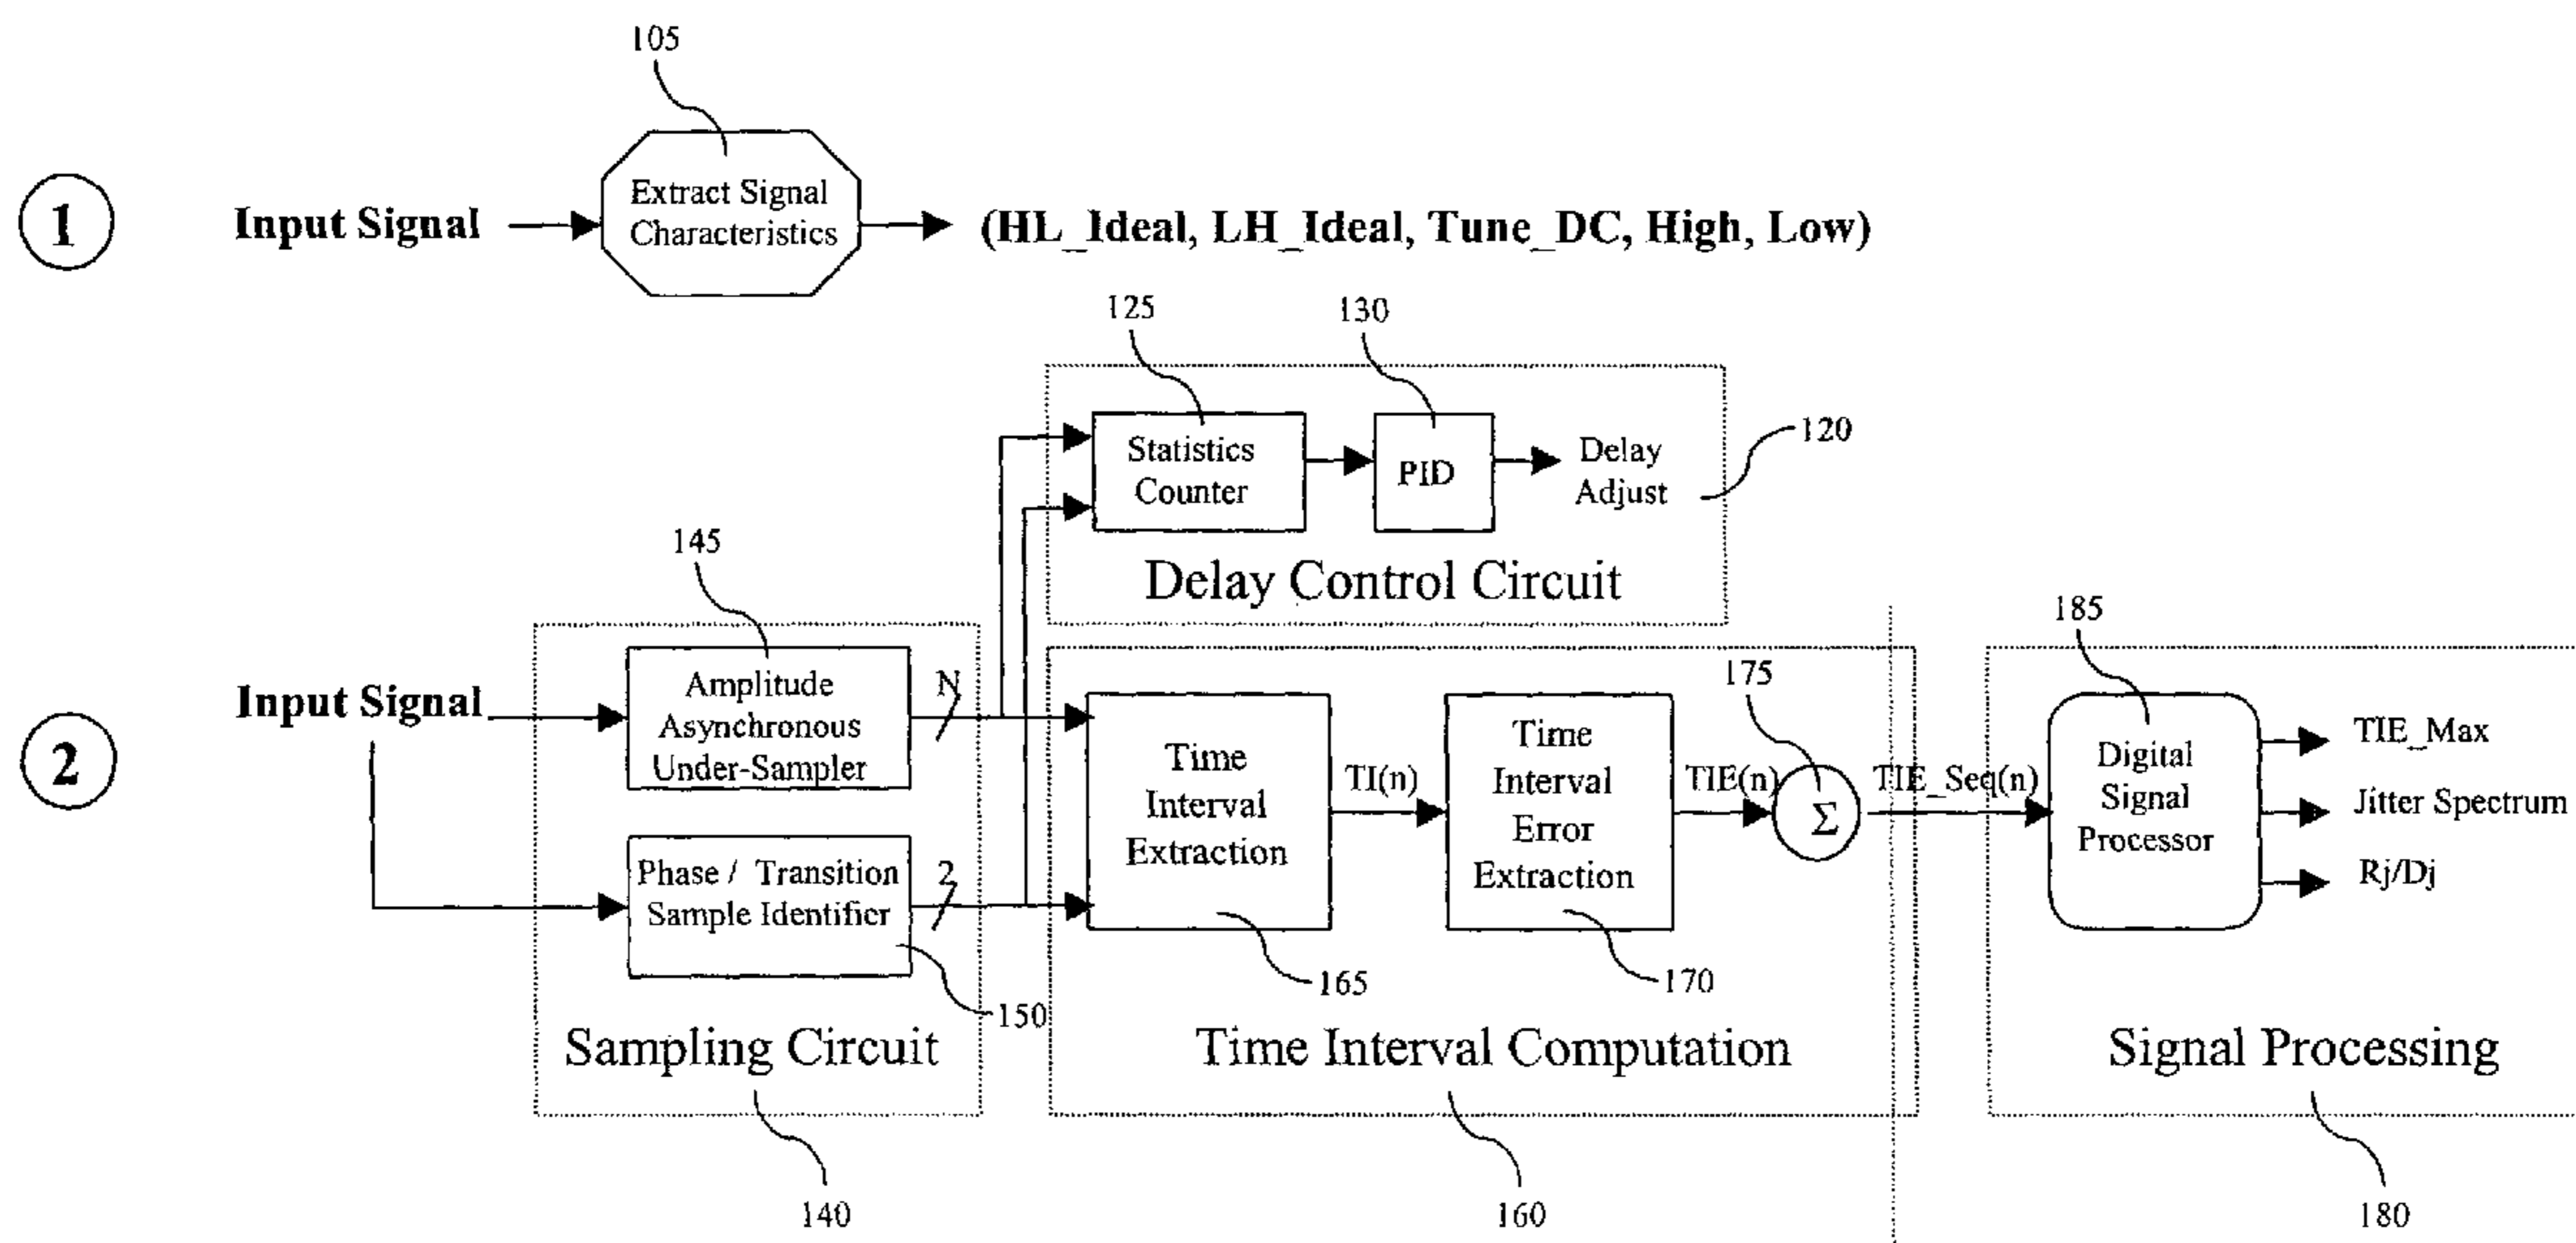 105
1
Input Signal
Extract Signal
Characteristics
(HL_Ideal, LH_Ideal, Tune_DC, High, Low)
125
130
Statistics
Counter
PID
Delay
Adjust
120
Delay Control Circuit
145
2
Input Signal
Amplitude
Asynchronous
Under-Sampler
N
Phase / Transition
Sample Identifier
2
150
Sampling Circuit
140
Time
Interval
Extraction
165
TI(n)
Time
Interval
Error
Extraction
170
TIE(n)
175
Σ
TIE_Seq(n)
Time Interval Computation
160
185
Digital
Signal
Processor
TIE_Max
Jitter Spectrum
Rj/Dj
Signal Processing
180